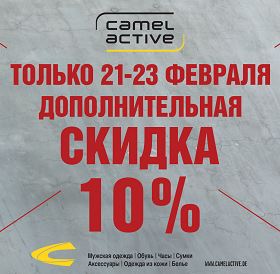 camel
active
ТОЛЬКО 21-23 ФЕВРАЛЯ
ДОПОЛНИТЕЛЬНАЯ
СКИДКА
10%
Мужская одежда | Обувь | Часы | Сумки
Аксессуары | Одежда из кожи | Белье
WWW.CAMELACTIVE.DE